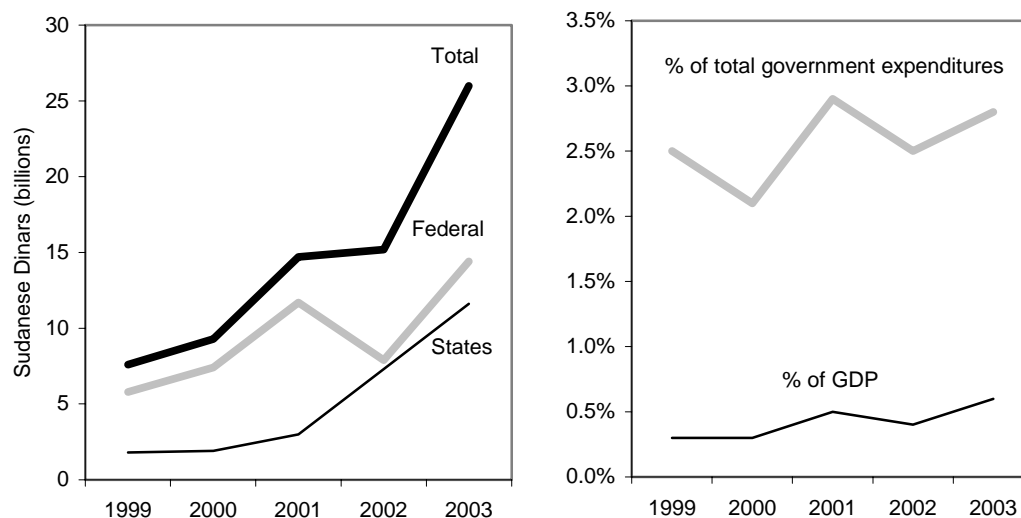 30
25
20
15
10
5
0
Sudanese Dinars (billions)
Total
Federal
States
1999 2000 2001 2002 2003
3.5%
3.0%
2.5%
2.0%
1.5%
1.0%
0.5%
0.0%
% of total government expenditures
% of GDP
1999 2000 2001 2002 2003